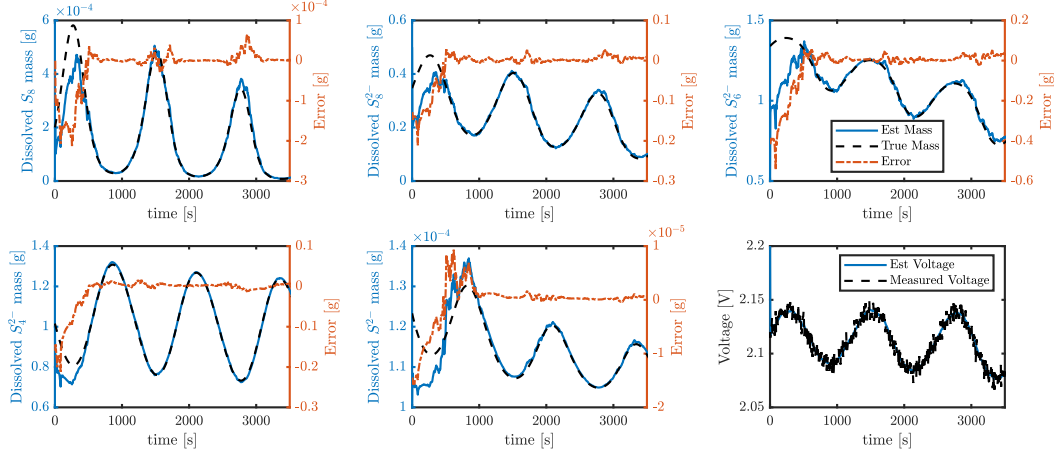 ×10⁻⁴ ×10⁻⁴
Dissolved S₈ mass [g]
6
4
2
0
1
0
-1
-2
-3
Error [g]
0 1000 2000 3000
time [s]
Dissolved S₈²⁻ mass [g]
0.8
0.6
0.4
0.2
0
0.1
0
-0.1
-0.2
-0.3
Error [g]
0 1000 2000 3000
time [s]
Dissolved S₆²⁻ mass [g]
1.5
1
0.5
0.2
0
-0.2
-0.4
-0.6
Error [g]
Est Mass
True Mass
Error
0 1000 2000 3000
time [s]
Dissolved S₄²⁻ mass [g]
1.4
1.2
1
0.8
0.6
0.1
0
-0.1
-0.2
-0.3
Error [g]
0 1000 2000 3000
time [s]
×10⁻⁴ ×10⁻⁵
Dissolved S²⁻ mass [g]
1.4
1.3
1.2
1.1
1
1
0
-1
-2
Error [g]
0 1000 2000 3000
time [s]
Voltage [V]
2.2
2.15
2.1
2.05
Est Voltage
Measured Voltage
0 1000 2000 3000
time [s]